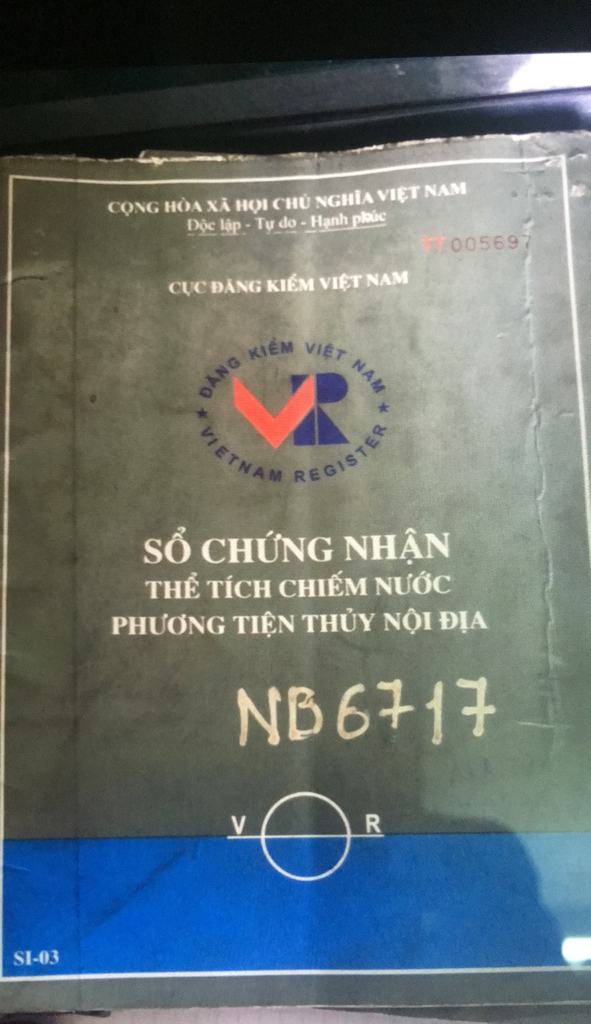 CỘNG HÒA XÃ HỘI CHỦ NGHĨA VIỆT NAM
Độc lập - Tự do - Hạnh phúc
TT 005697
CỤC ĐĂNG KIỂM VIỆT NAM
★ ĐĂNG KIỂM VIỆT NAM ★
VR
VIETNAM REGISTER
SỔ CHỨNG NHẬN
THỂ TÍCH CHIẾM NƯỚC
PHƯƠNG TIỆN THỦY NỘI ĐỊA
NB6717
V R
SI-03